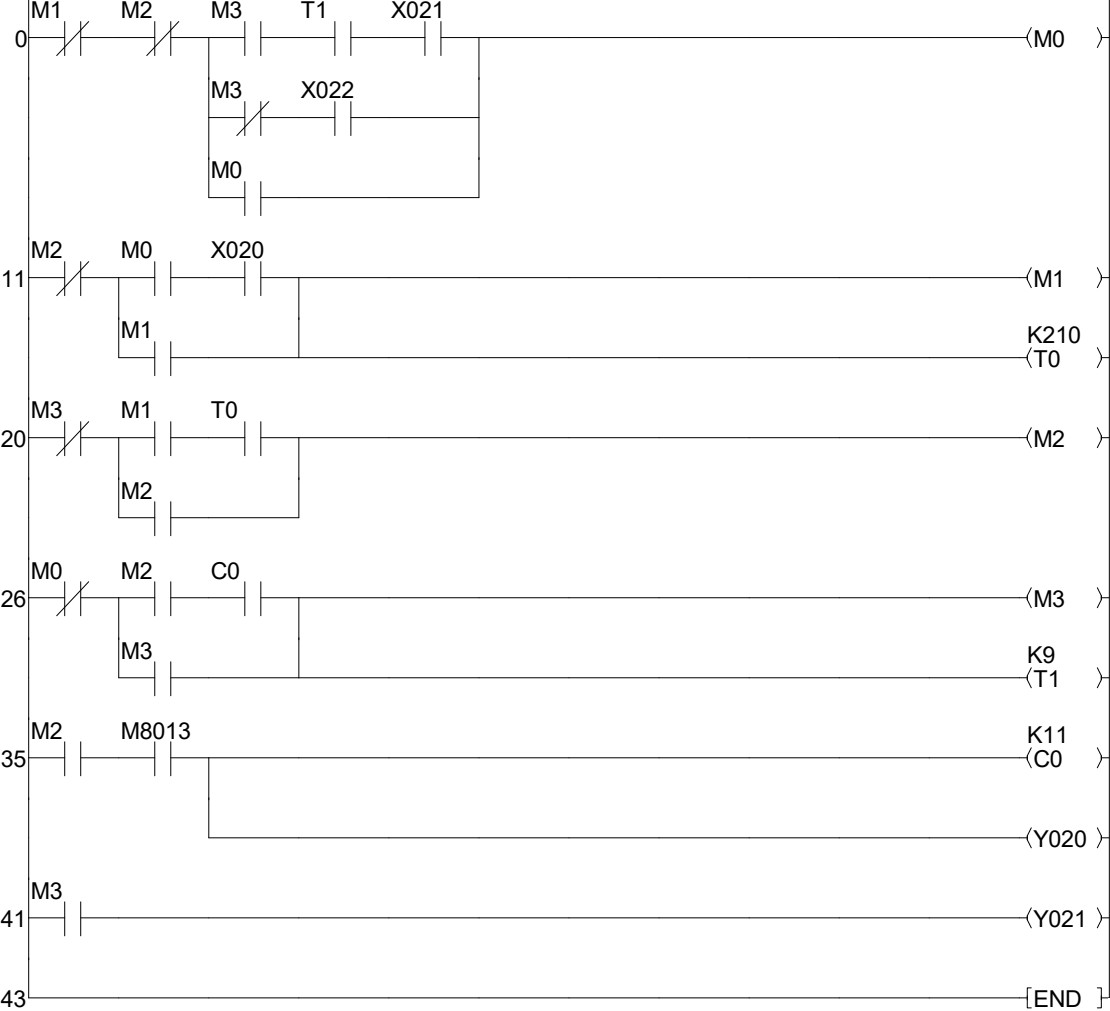 M1 M2 M3 T1 X021
0 M0
M3 X022
M0
M2 M0 X020
11 M1
M1 K210
T0
M3 M1 T0
20 M2
M2
M0 M2 C0
26 M3
M3 K9
T1
M2 M8013 K11
35 C0
Y020
M3
41 Y021
43 END